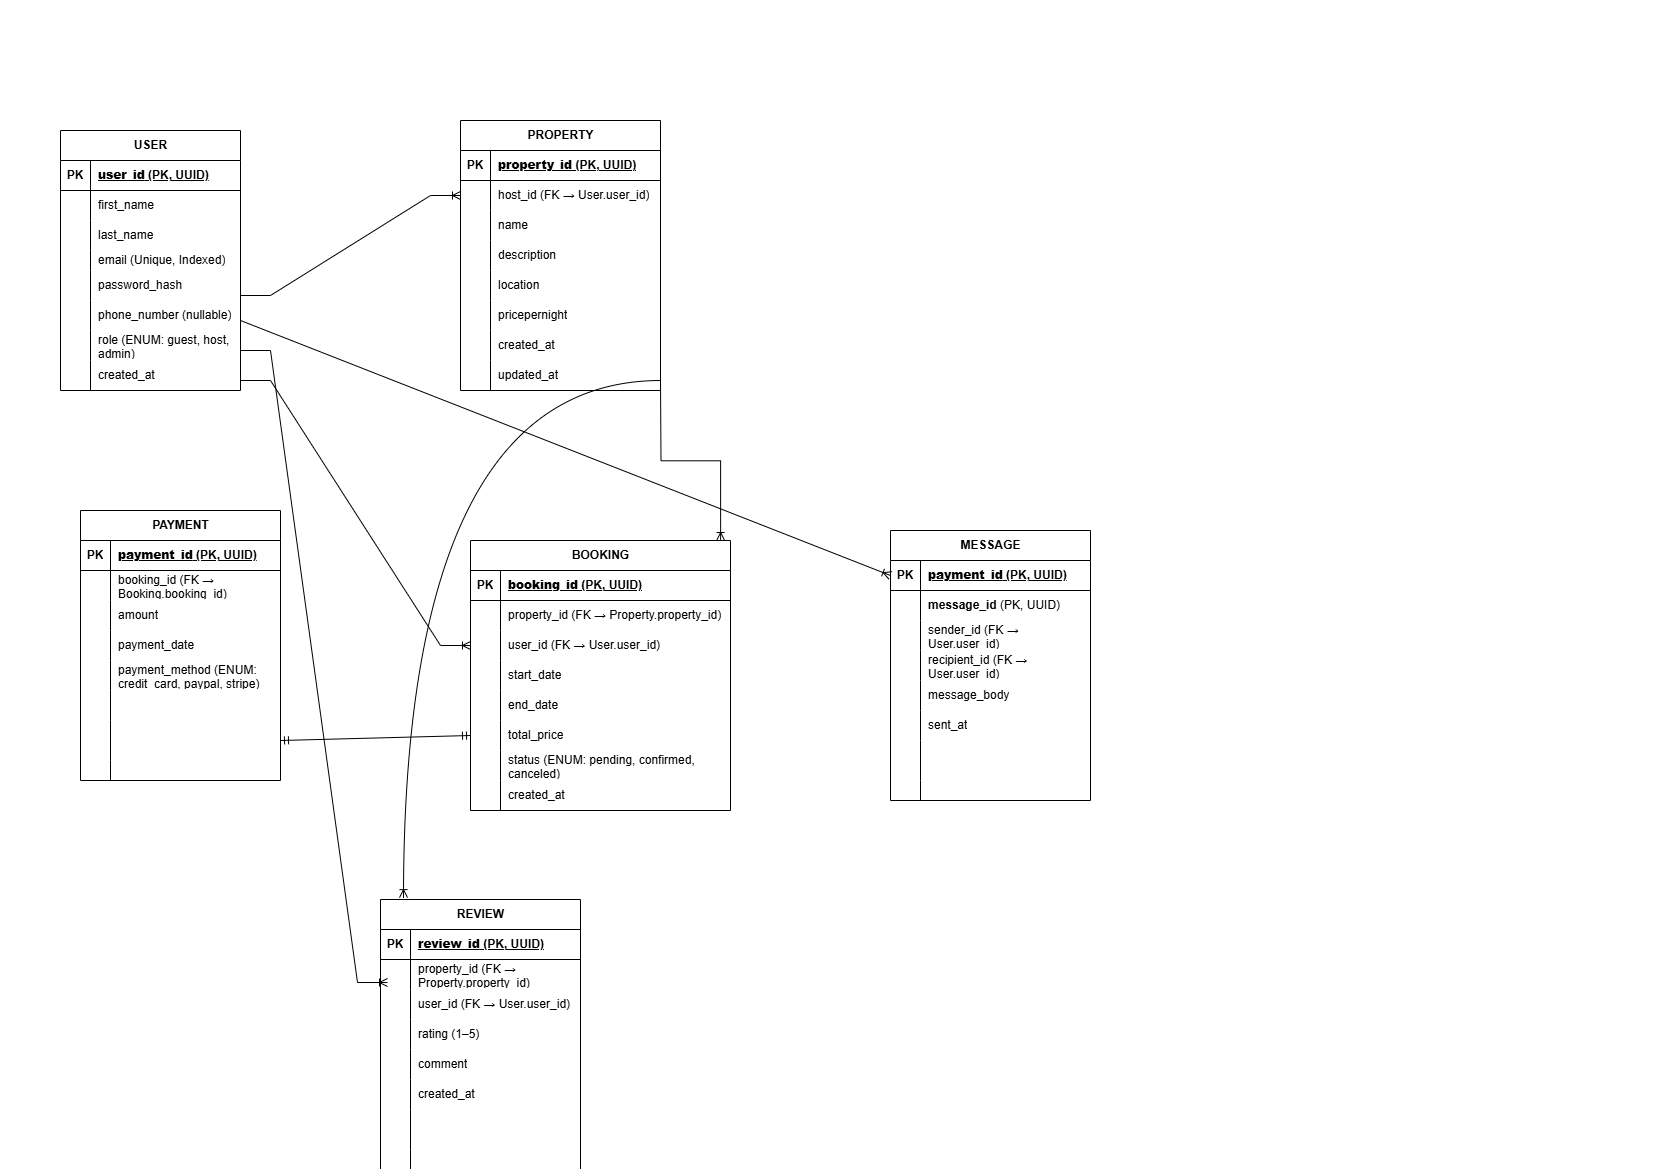 USER
PK user_id (PK, UUID)
first_name
last_name
email (Unique, Indexed)
password_hash
phone_number (nullable)
role (ENUM: guest, host,
admin)
created_at
PROPERTY
PK property_id (PK, UUID)
host_id (FK → User.user_id)
name
description
location
pricepernight
created_at
updated_at
PAYMENT
PK payment_id (PK, UUID)
booking_id (FK →
Booking.booking_id)
amount
payment_date
payment_method (ENUM:
credit_card, paypal, stripe)
BOOKING
PK booking_id (PK, UUID)
property_id (FK → Property.property_id)
user_id (FK → User.user_id)
start_date
end_date
total_price
status (ENUM: pending, confirmed,
canceled)
created_at
MESSAGE
PK payment_id (PK, UUID)
message_id (PK, UUID)
sender_id (FK →
User.user_id)
recipient_id (FK →
User.user_id)
message_body
sent_at
REVIEW
PK review_id (PK, UUID)
property_id (FK →
Property.property_id)
user_id (FK → User.user_id)
rating (1–5)
comment
created_at